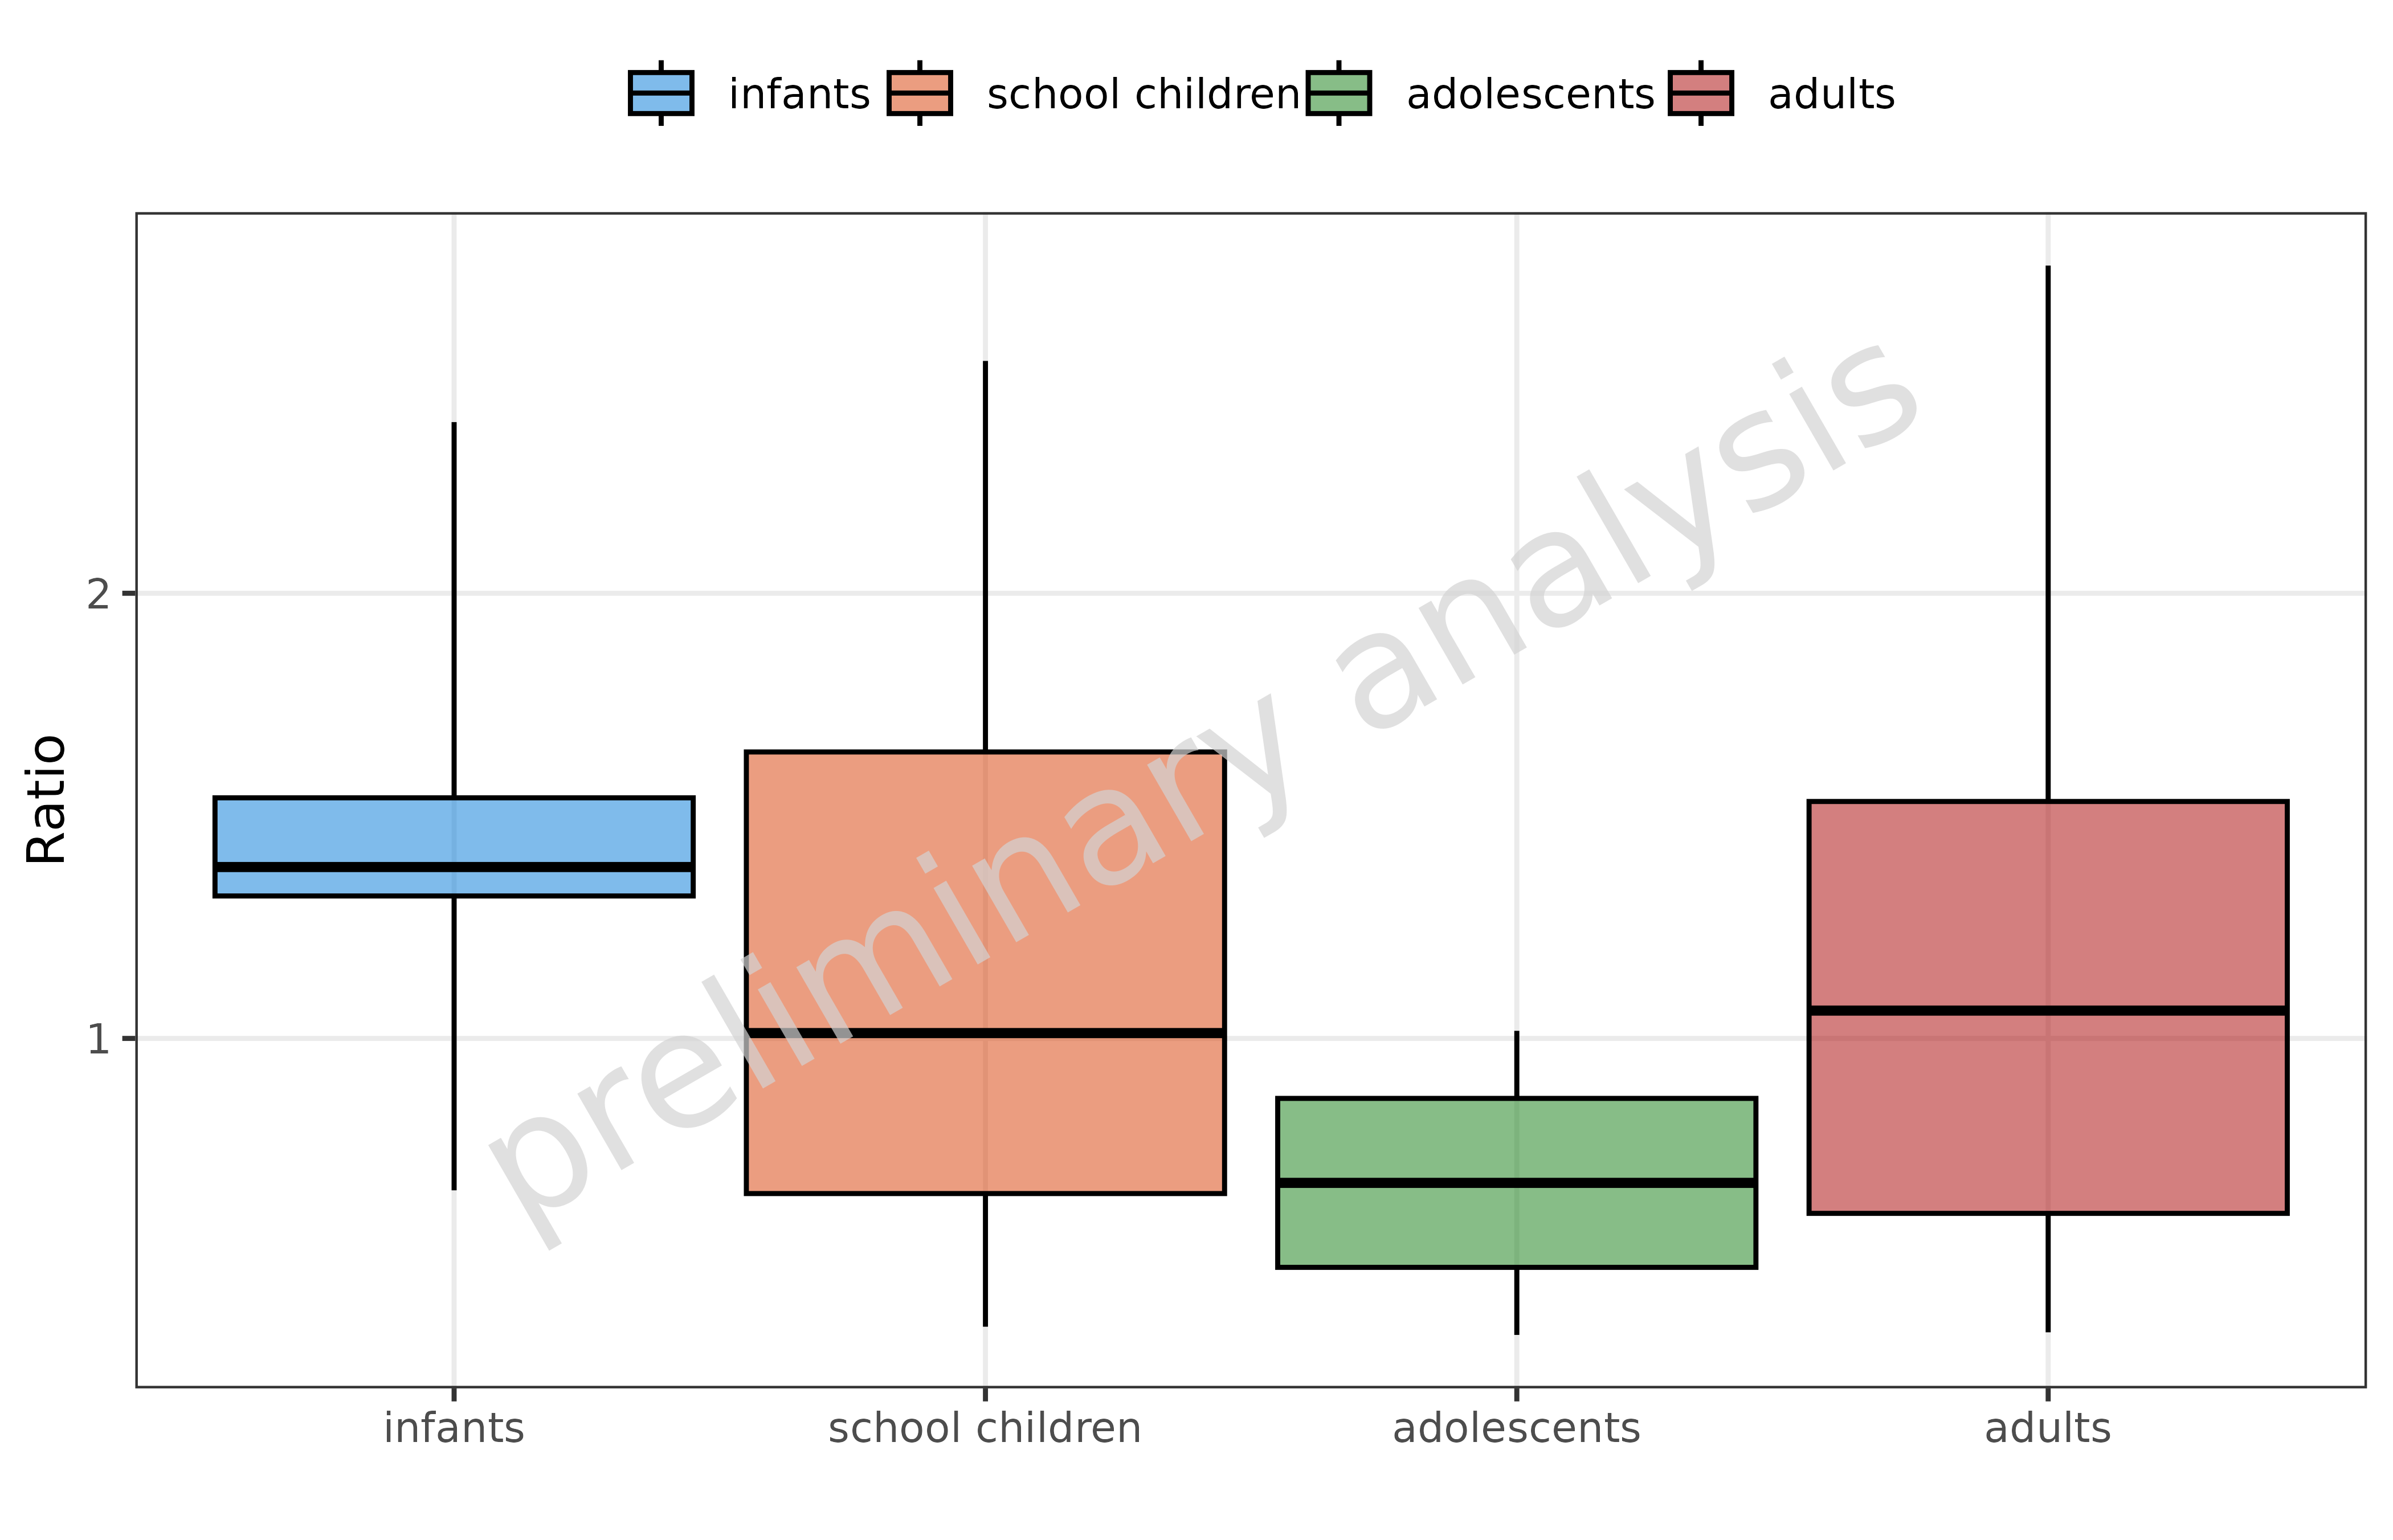 infants school children adolescents adults
Ratio
2
1
preliminary analysis
infants school children adolescents adults